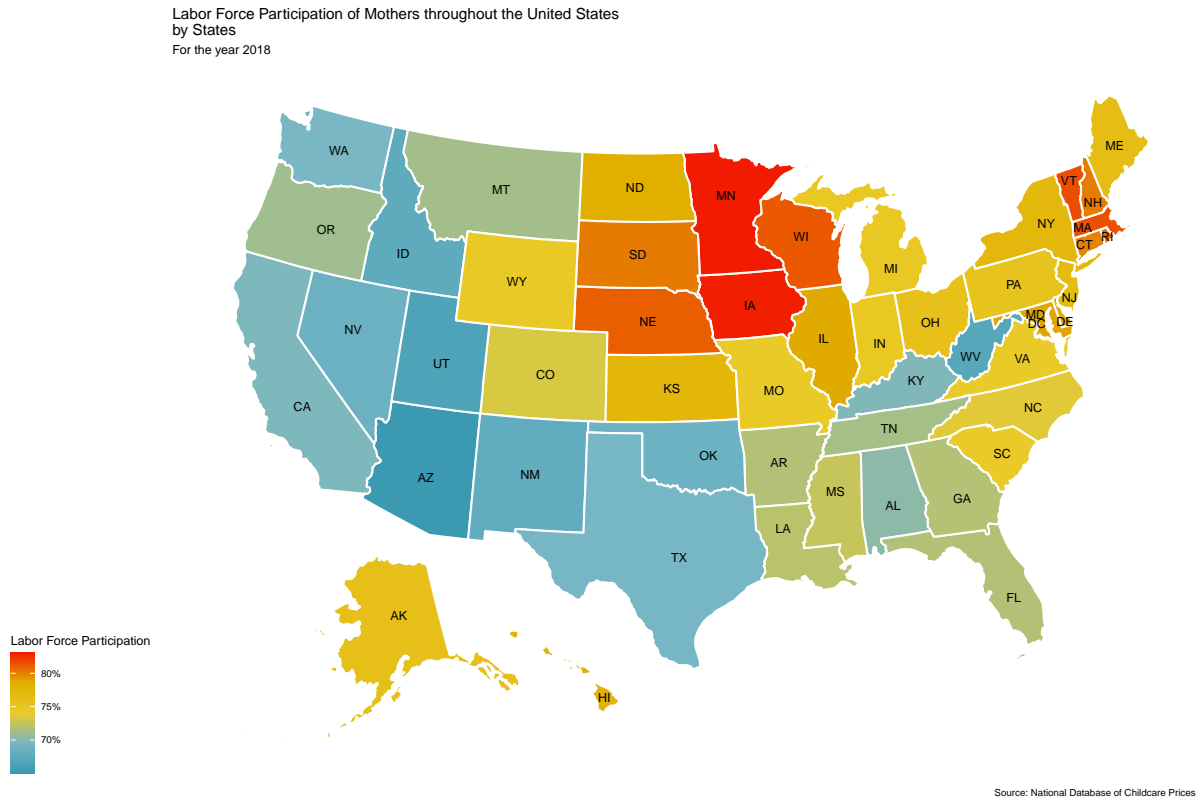 Labor Force Participation of Mothers throughout the United States
by States
For the year 2018
ME
WA
VT
MT
ND
MN
NH
NY
OR
MA
WI
RI
CT
ID
SD
MI
WY
PA
NJ
IA
MD
NE
OH
DE
DC
NV
IL
IN
WV
VA
UT
CO
KY
KS
MO
CA
NC
TN
OK
SC
AR
AZ
NM
MS
GA
AL
LA
TX
FL
AK
HI
Labor Force Participation
80%
75%
70%
Source: National Database of Childcare Prices